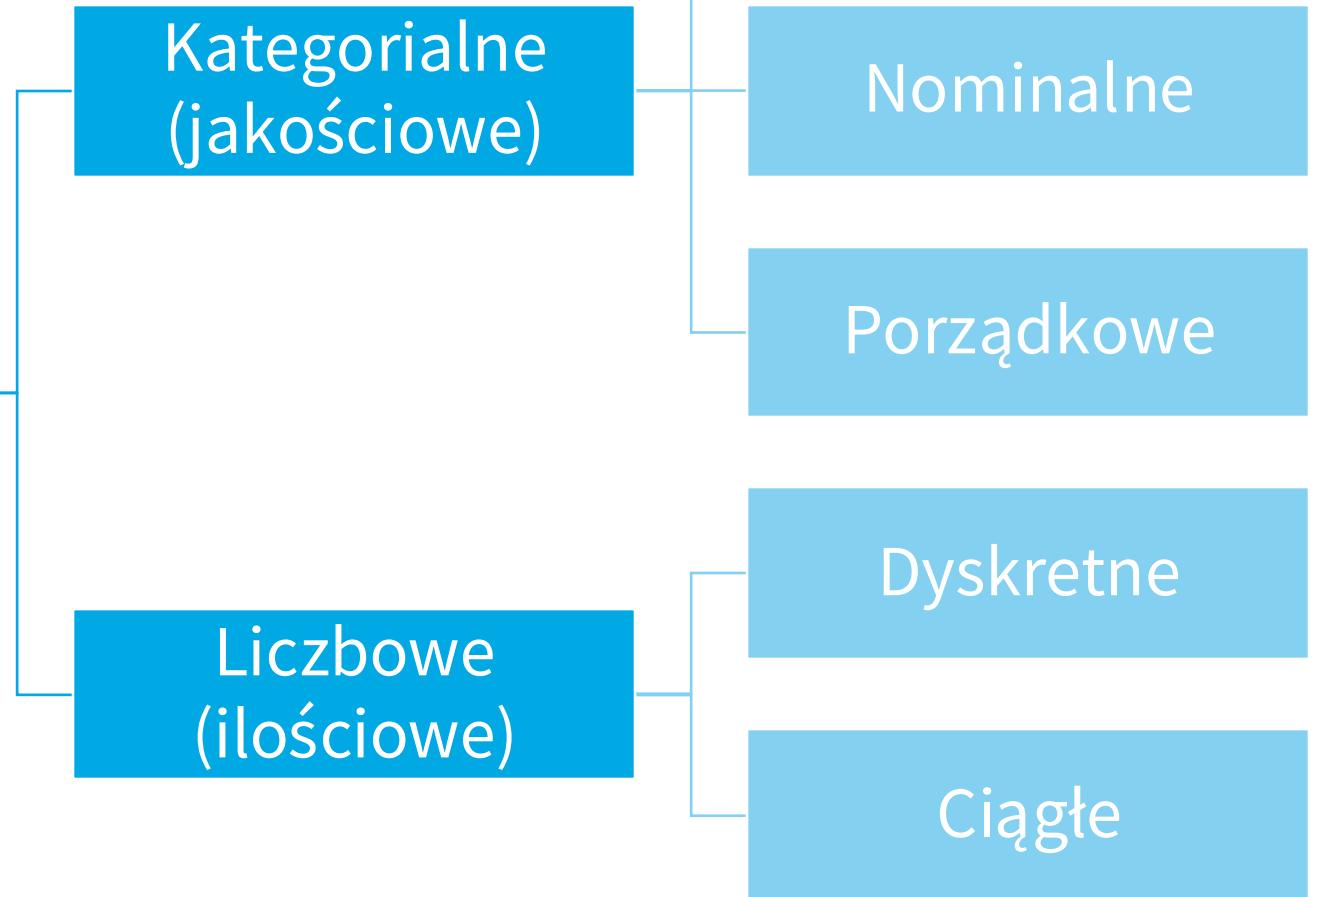 Kategorialne
(jakościowe)
Nominalne
Porządkowe
Dyskretne
Liczbowe
(ilościowe)
Ciągłe